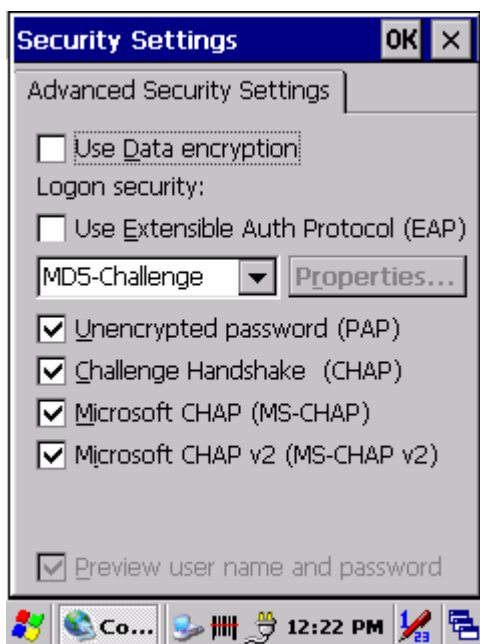 Security Settings OK ×
Advanced Security Settings
Use Data encryption
Logon security:
Use Extensible Auth Protocol (EAP)
MD5-Challenge Properties...
Unencrypted password (PAP)
Challenge Handshake (CHAP)
Microsoft CHAP (MS-CHAP)
Microsoft CHAP v2 (MS-CHAP v2)
Preview user name and password
Co... 12:22 PM 23